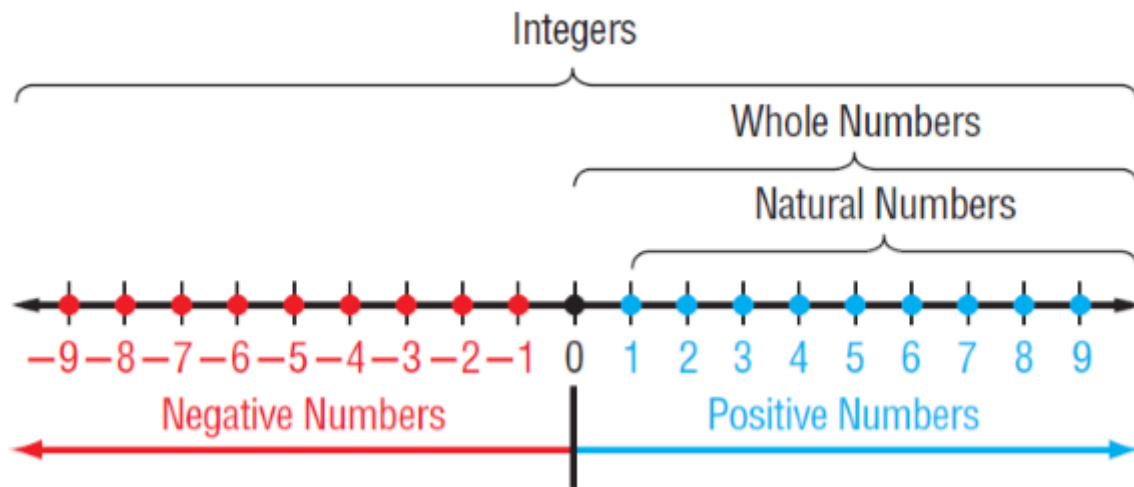 Integers
Whole Numbers
Natural Numbers
−9 −8 −7 −6 −5 −4 −3 −2 −1 0 1 2 3 4 5 6 7 8 9
Negative Numbers Positive Numbers